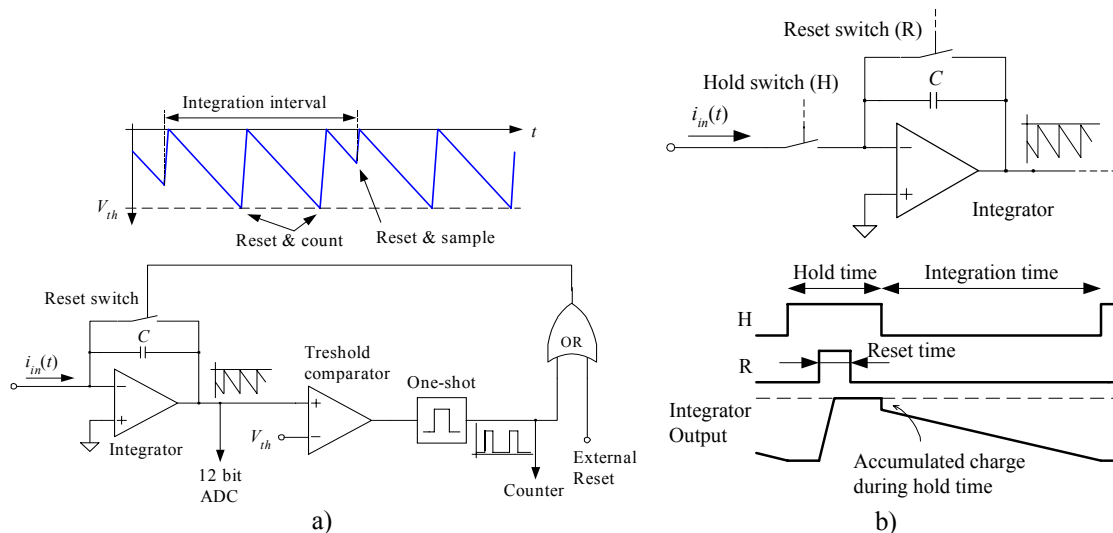 Integration interval
t
V_th
Reset & count
Reset & sample
Reset switch
C
i_in(t)
Integrator
12 bit
ADC
Treshold
comparator
V_th
One-shot
Counter
OR
External
Reset
a)
Reset switch (R)
Hold switch (H)
C
i_in(t)
Integrator
Hold time
Integration time
H
R
Reset time
Integrator
Output
Accumulated charge
during hold time
b)